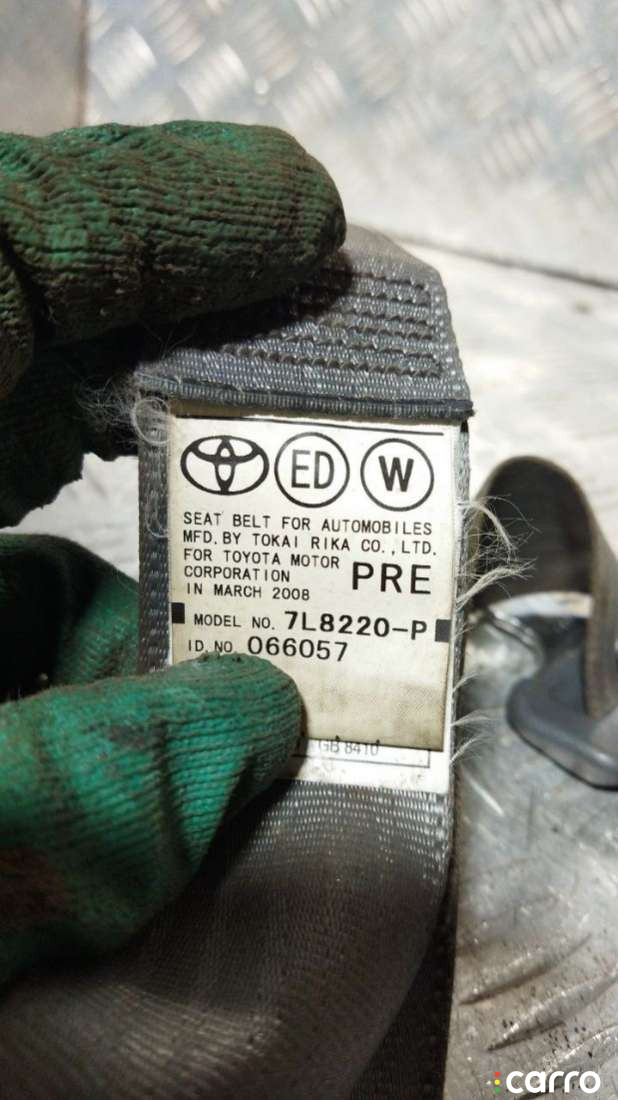 ED W
SEAT BELT FOR AUTOMOBILES
MFD. BY TOKAI RIKA CO., LTD.
FOR TOYOTA MOTOR
CORPORATION PRE
IN MARCH 2008
MODEL NO. 7L8220-P
I.D. NO. 066057
GB 8410
carro